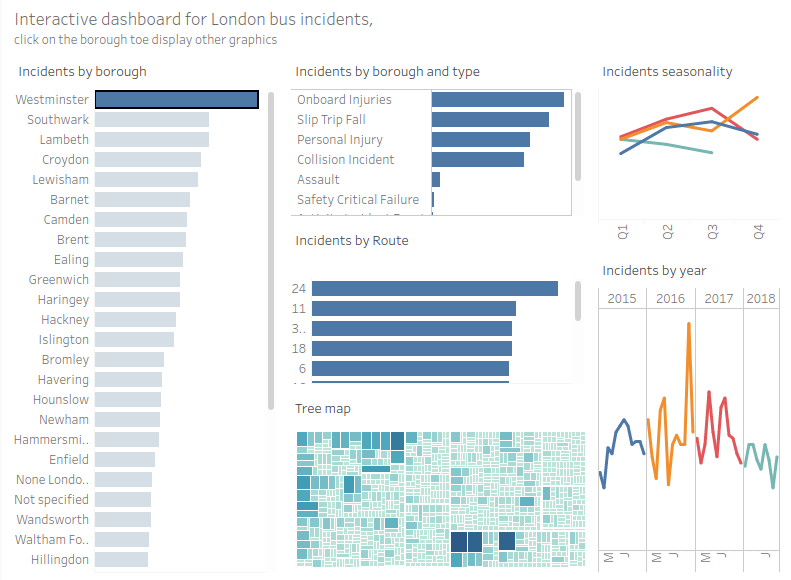 Interactive dashboard for London bus incidents,
click on the borough toe display other graphics
Incidents by borough
Westminster
Southwark
Lambeth
Croydon
Lewisham
Barnet
Camden
Brent
Ealing
Greenwich
Haringey
Hackney
Islington
Bromley
Havering
Hounslow
Newham
Hammersmi..
Enfield
None Londo..
Not specified
Wandsworth
Waltham Fo..
Hillingdon
Incidents by borough and type
Onboard Injuries
Slip Trip Fall
Personal Injury
Collision Incident
Assault
Safety Critical Failure
Incidents by Route
24
11
3..
18
6
Tree map
Incidents seasonality
Q1
Q2
Q3
Q4
Incidents by year
2015 2016 2017 2018
M J M J M J J